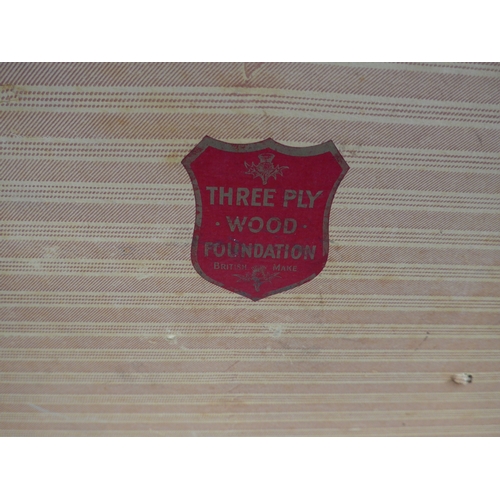 THREE PLY
· WOOD ·
FOUNDATION
BRITISH MAKE